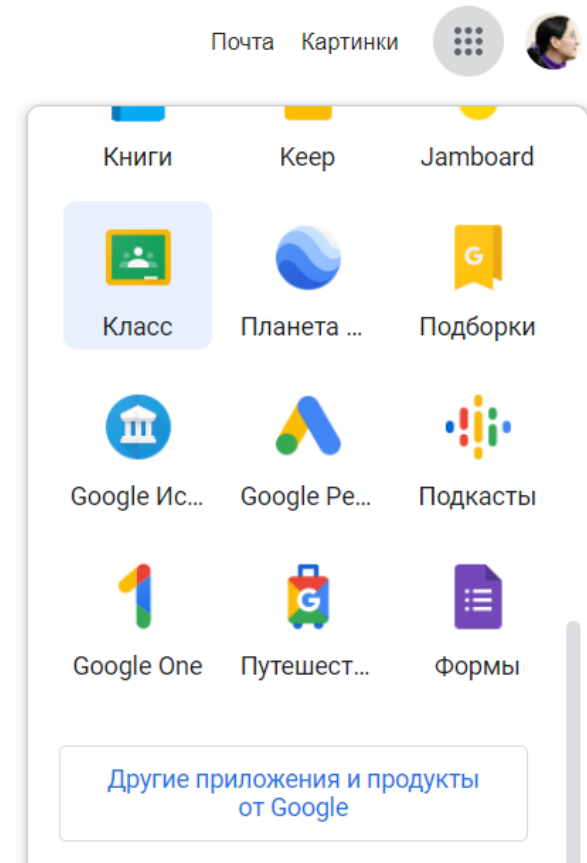 Почта Картинки
Книги Keep Jamboard
G
Класс Планета ... Подборки
Google Ис... Google Ре... Подкасты
G
Google One Путешест... Формы
Другие приложения и продукты
от Google